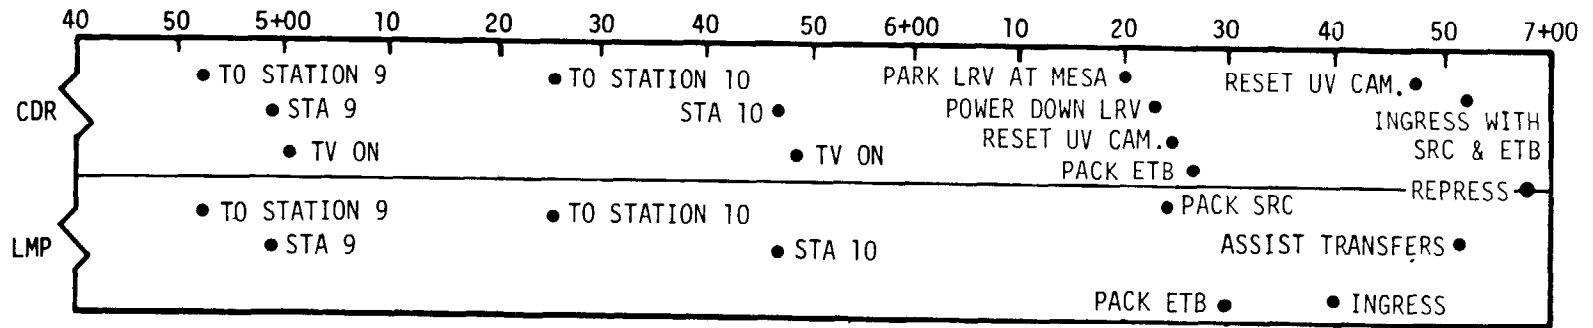 40 50 5+00 10 20 30 40 50 6+00 10 20 30 40 50 7+00
CDR
TO STATION 9
TO STATION 10
PARK LRV AT MESA
RESET UV CAM.
STA 9
STA 10
POWER DOWN LRV
INGRESS WITH
SRC & ETB
TV ON
TV ON
RESET UV CAM.
PACK ETB
REPRESS
LMP
TO STATION 9
TO STATION 10
PACK SRC
STA 9
STA 10
ASSIST TRANSFERS
PACK ETB
INGRESS